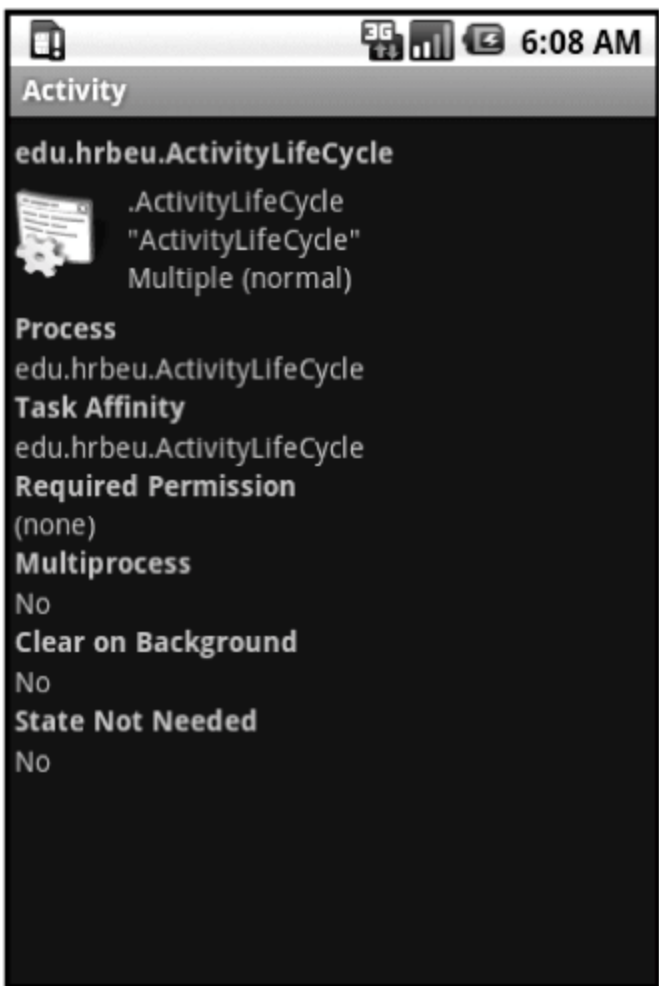 3G 6:08 AM
Activity
edu.hrbeu.ActivityLifeCycle
.ActivityLifeCycle
"ActivityLifeCycle"
Multiple (normal)
Process
edu.hrbeu.ActivityLifeCycle
Task Affinity
edu.hrbeu.ActivityLifeCycle
Required Permission
(none)
Multiprocess
No
Clear on Background
No
State Not Needed
No